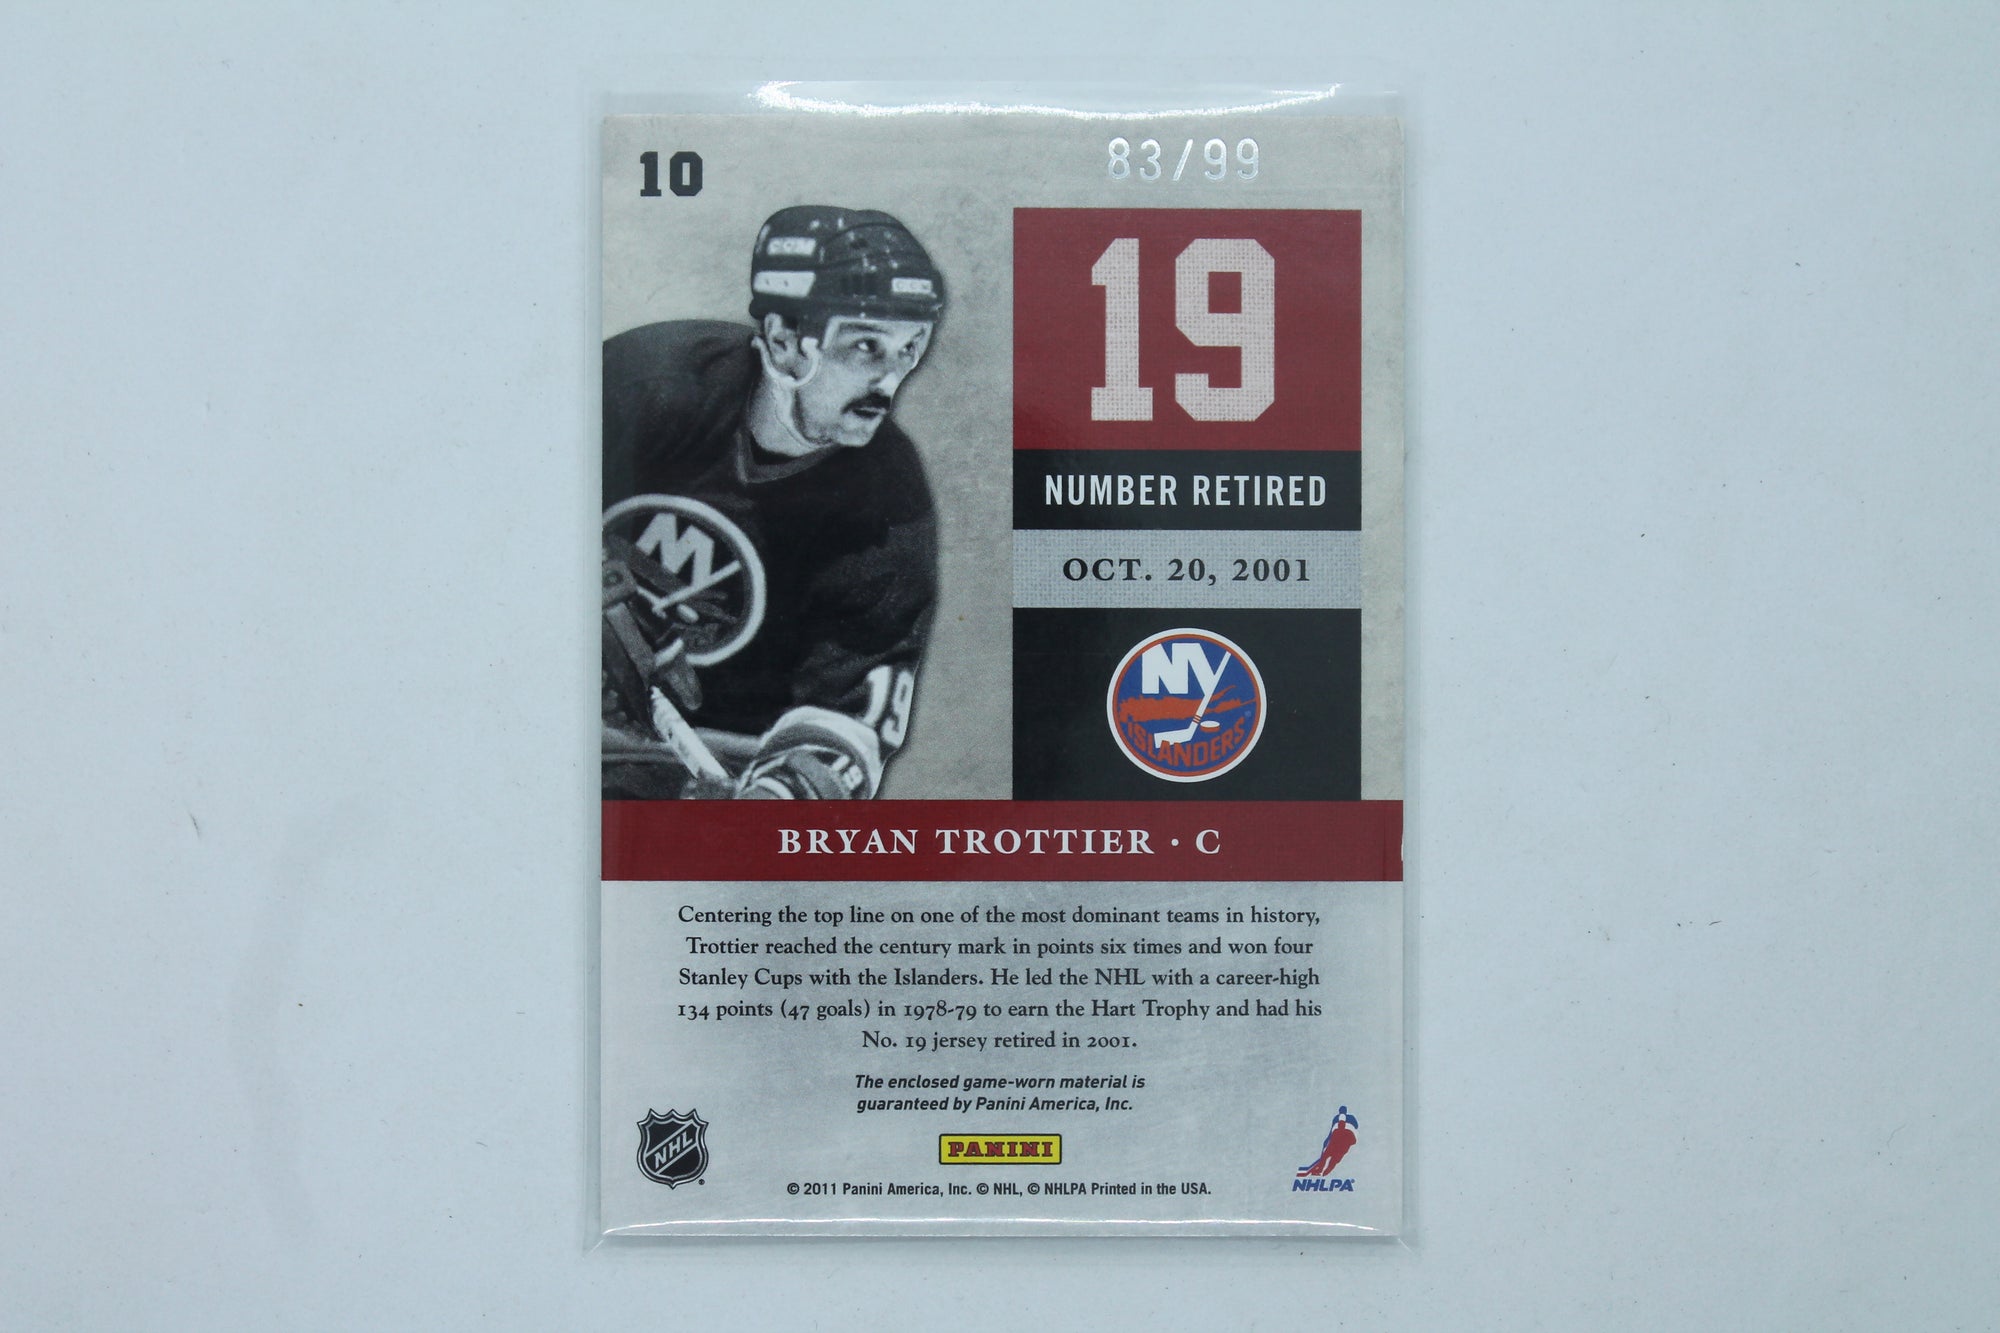 10
83/99
CCM
CCM
19
NUMBER RETIRED
OCT. 20, 2001
NY
19
19
NY
ISLANDERS
BRYAN TROTTIER · C
Centering the top line on one of the most dominant teams in history,
Trottier reached the century mark in points six times and won four
Stanley Cups with the Islanders. He led the NHL with a career-high
134 points (47 goals) in 1978-79 to earn the Hart Trophy and had his
No. 19 jersey retired in 2001.
The enclosed game-worn material is
guaranteed by Panini America, Inc.
NHL
PANINI
NHLPA
© 2011 Panini America, Inc. © NHL, © NHLPA Printed in the USA.